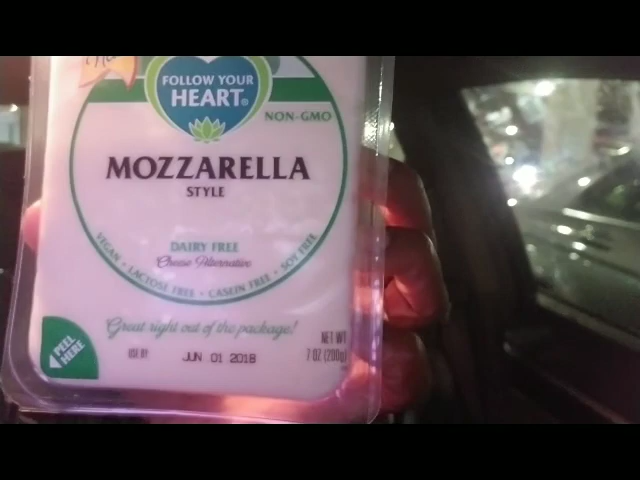 FOLLOW YOUR
HEART®
NON-GMO
MOZZARELLA
STYLE
DAIRY FREE
Cheese Alternative
VEGAN • LACTOSE FREE • CASEIN FREE • SOY FREE
Great right out of the package!
PEEL
HERE
USE BY
JUN 01 2018
NET WT
7 OZ (200g)